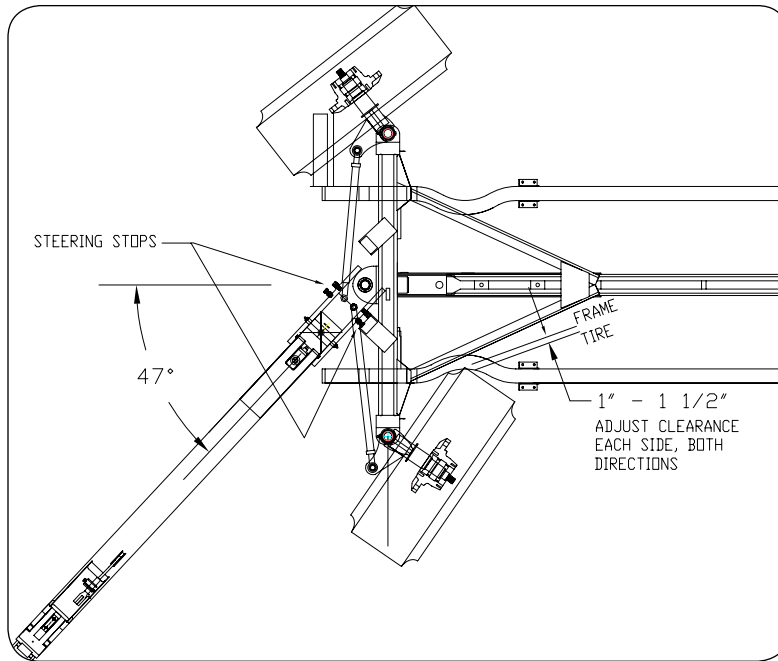 STEERING STOPS
47°
FRAME
TIRE
1" - 1 1/2"
ADJUST CLEARANCE
EACH SIDE, BOTH
DIRECTIONS